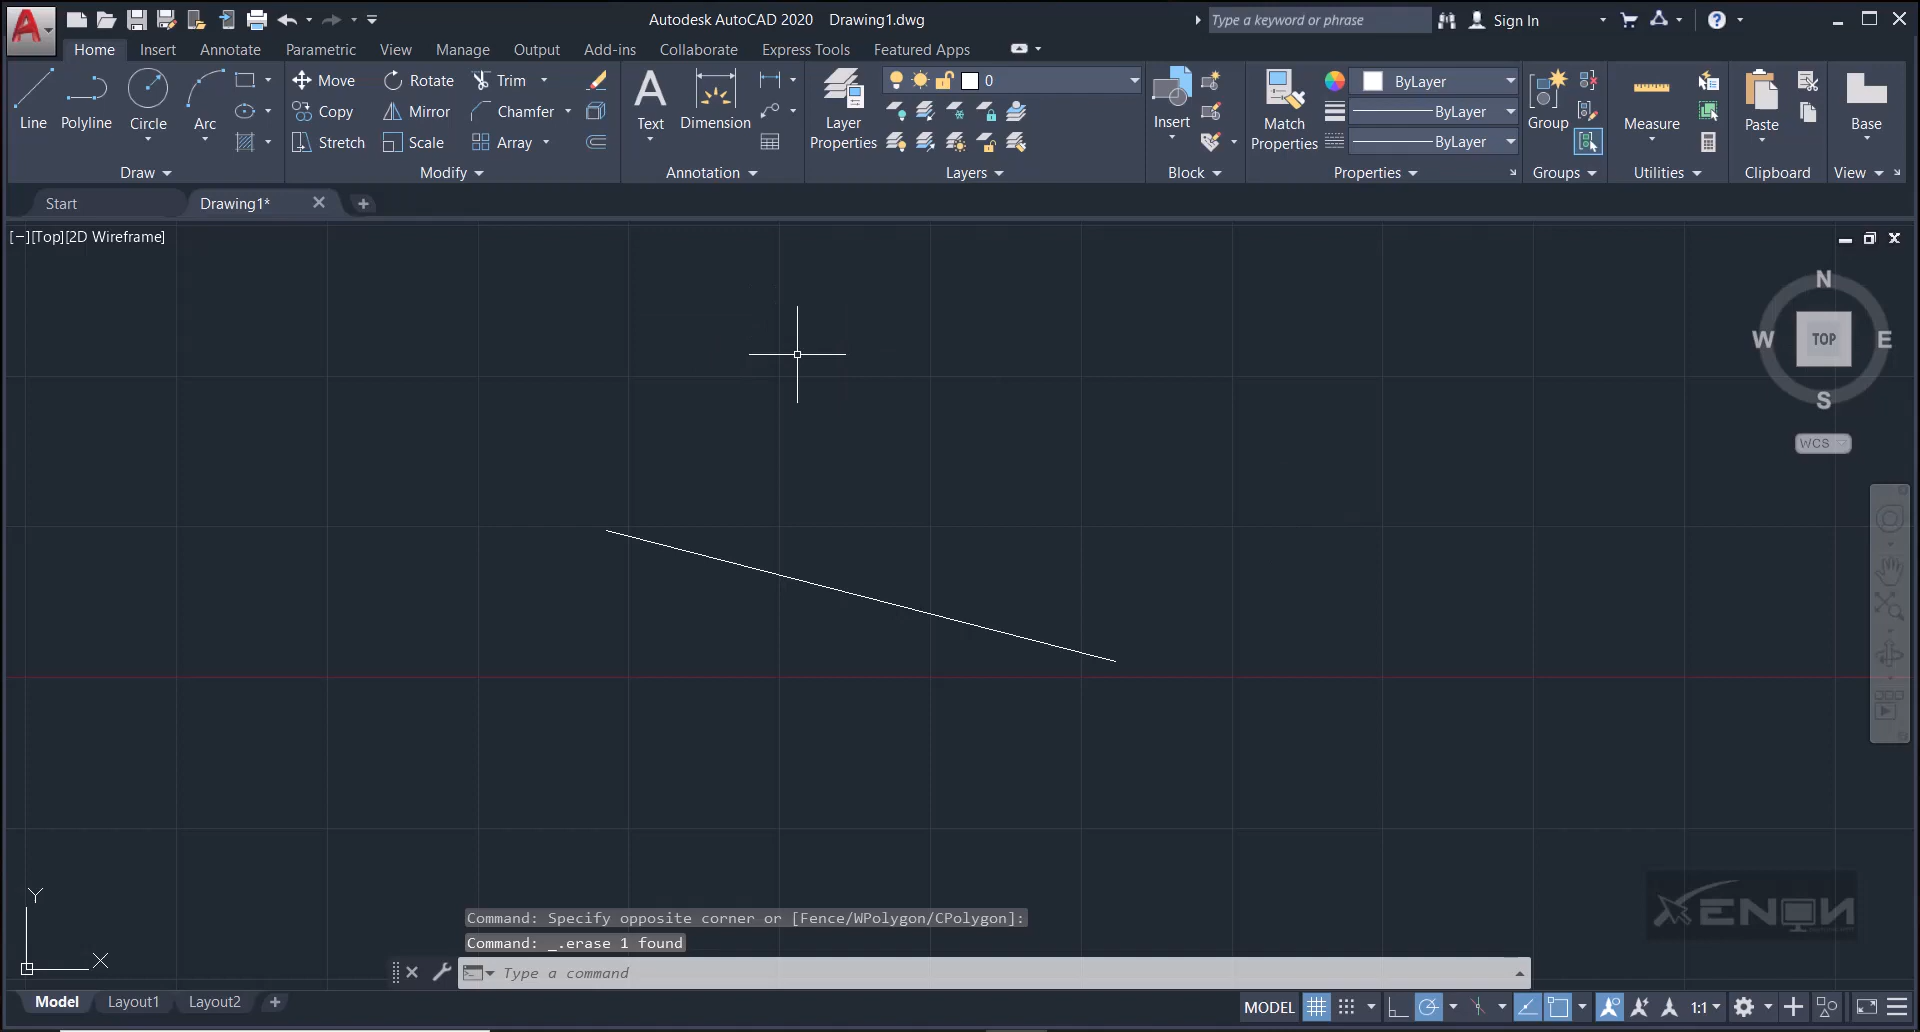 Autodesk AutoCAD 2020 Drawing1.dwg
Type a keyword or phrase
Sign In
Home Insert Annotate Parametric View Manage Output Add-ins Collaborate Express Tools Featured Apps
Line Polyline Circle Arc
Move Rotate Trim
Copy Mirror Chamfer
Stretch Scale Array
Text Dimension
Layer Properties
0
Insert
Match Properties
ByLayer
ByLayer
ByLayer
Group
Measure
Paste
Base
Draw Modify Annotation Layers Block Properties Groups Utilities Clipboard View
Start Drawing1*
[−][Top][2D Wireframe]
N
W TOP E
S
WCS
Y
X
XENON
Command: Specify opposite corner or [Fence/WPolygon/CPolygon]:
Command: _.erase 1 found
Type a command
Model Layout1 Layout2
MODEL
1:1